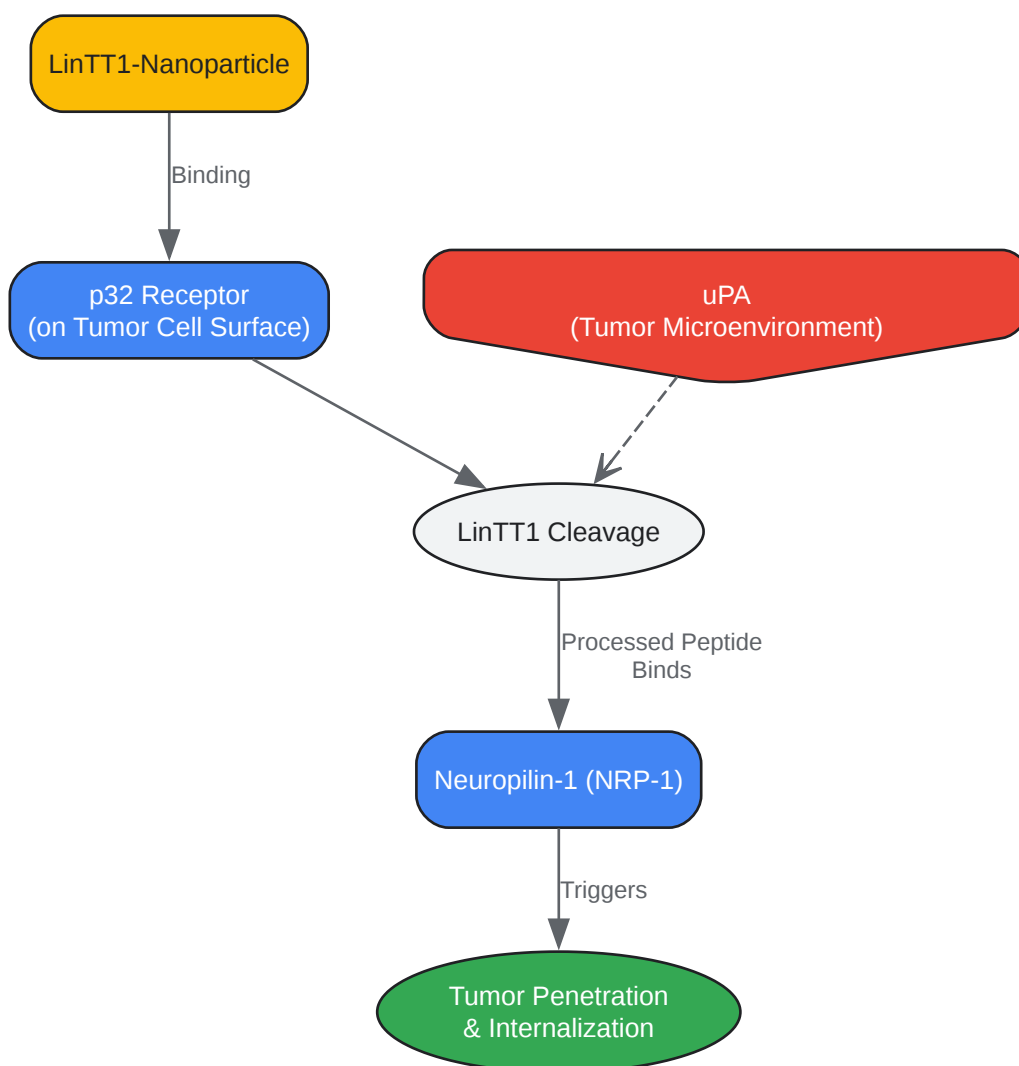 LinTT1-Nanoparticle
Binding
p32 Receptor
(on Tumor Cell Surface)
uPA
(Tumor Microenvironment)
LinTT1 Cleavage
Processed Peptide
Binds
Neuropilin-1 (NRP-1)
Triggers
Tumor Penetration
& Internalization